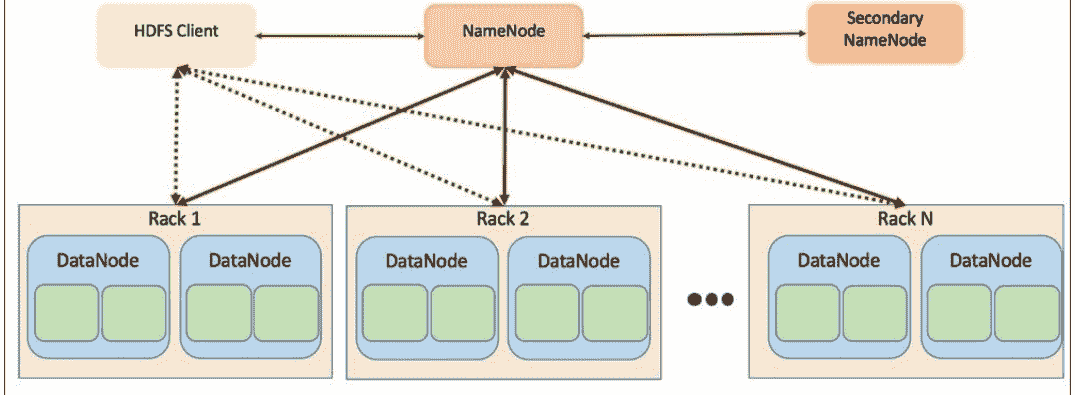 HDFS Client
NameNode
Secondary
NameNode
Rack 1
Rack 2
Rack N
DataNode
DataNode
DataNode
DataNode
DataNode
DataNode